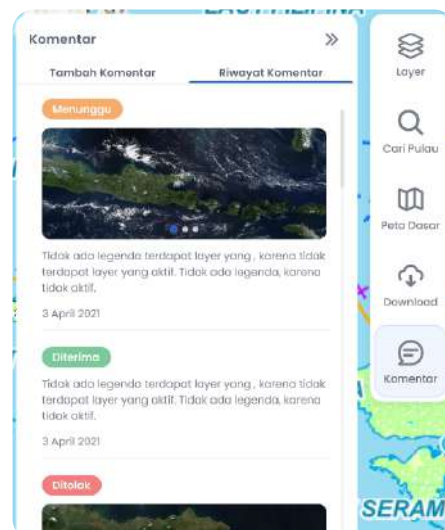 Komentar
Tambah Komentar
Riwayat Komentar
Menunggu
Tidak ada legenda terdapat layer yang , karena tidak
terdapat layer yang aktif. Tidak ada legenda, karena
tidak aktif.
3 April 2021
Diterima
Tidak ada legenda terdapat layer yang , karena tidak
terdapat layer yang aktif. Tidak ada legenda, karena
tidak aktif.
3 April 2021
Ditolak
Layer
Cari Pulau
Peta Dasar
Download
Komentar
SERAM